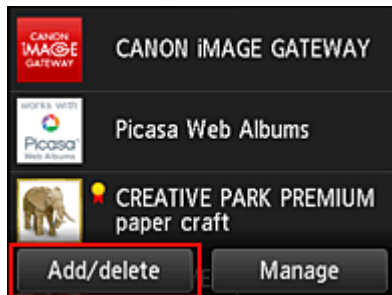 CANON
iMAGE
GATEWAY
CANON iMAGE GATEWAY
works with
Picasa
Web Albums
Picasa Web Albums
CREATIVE PARK PREMIUM
paper craft
Add/delete
Manage